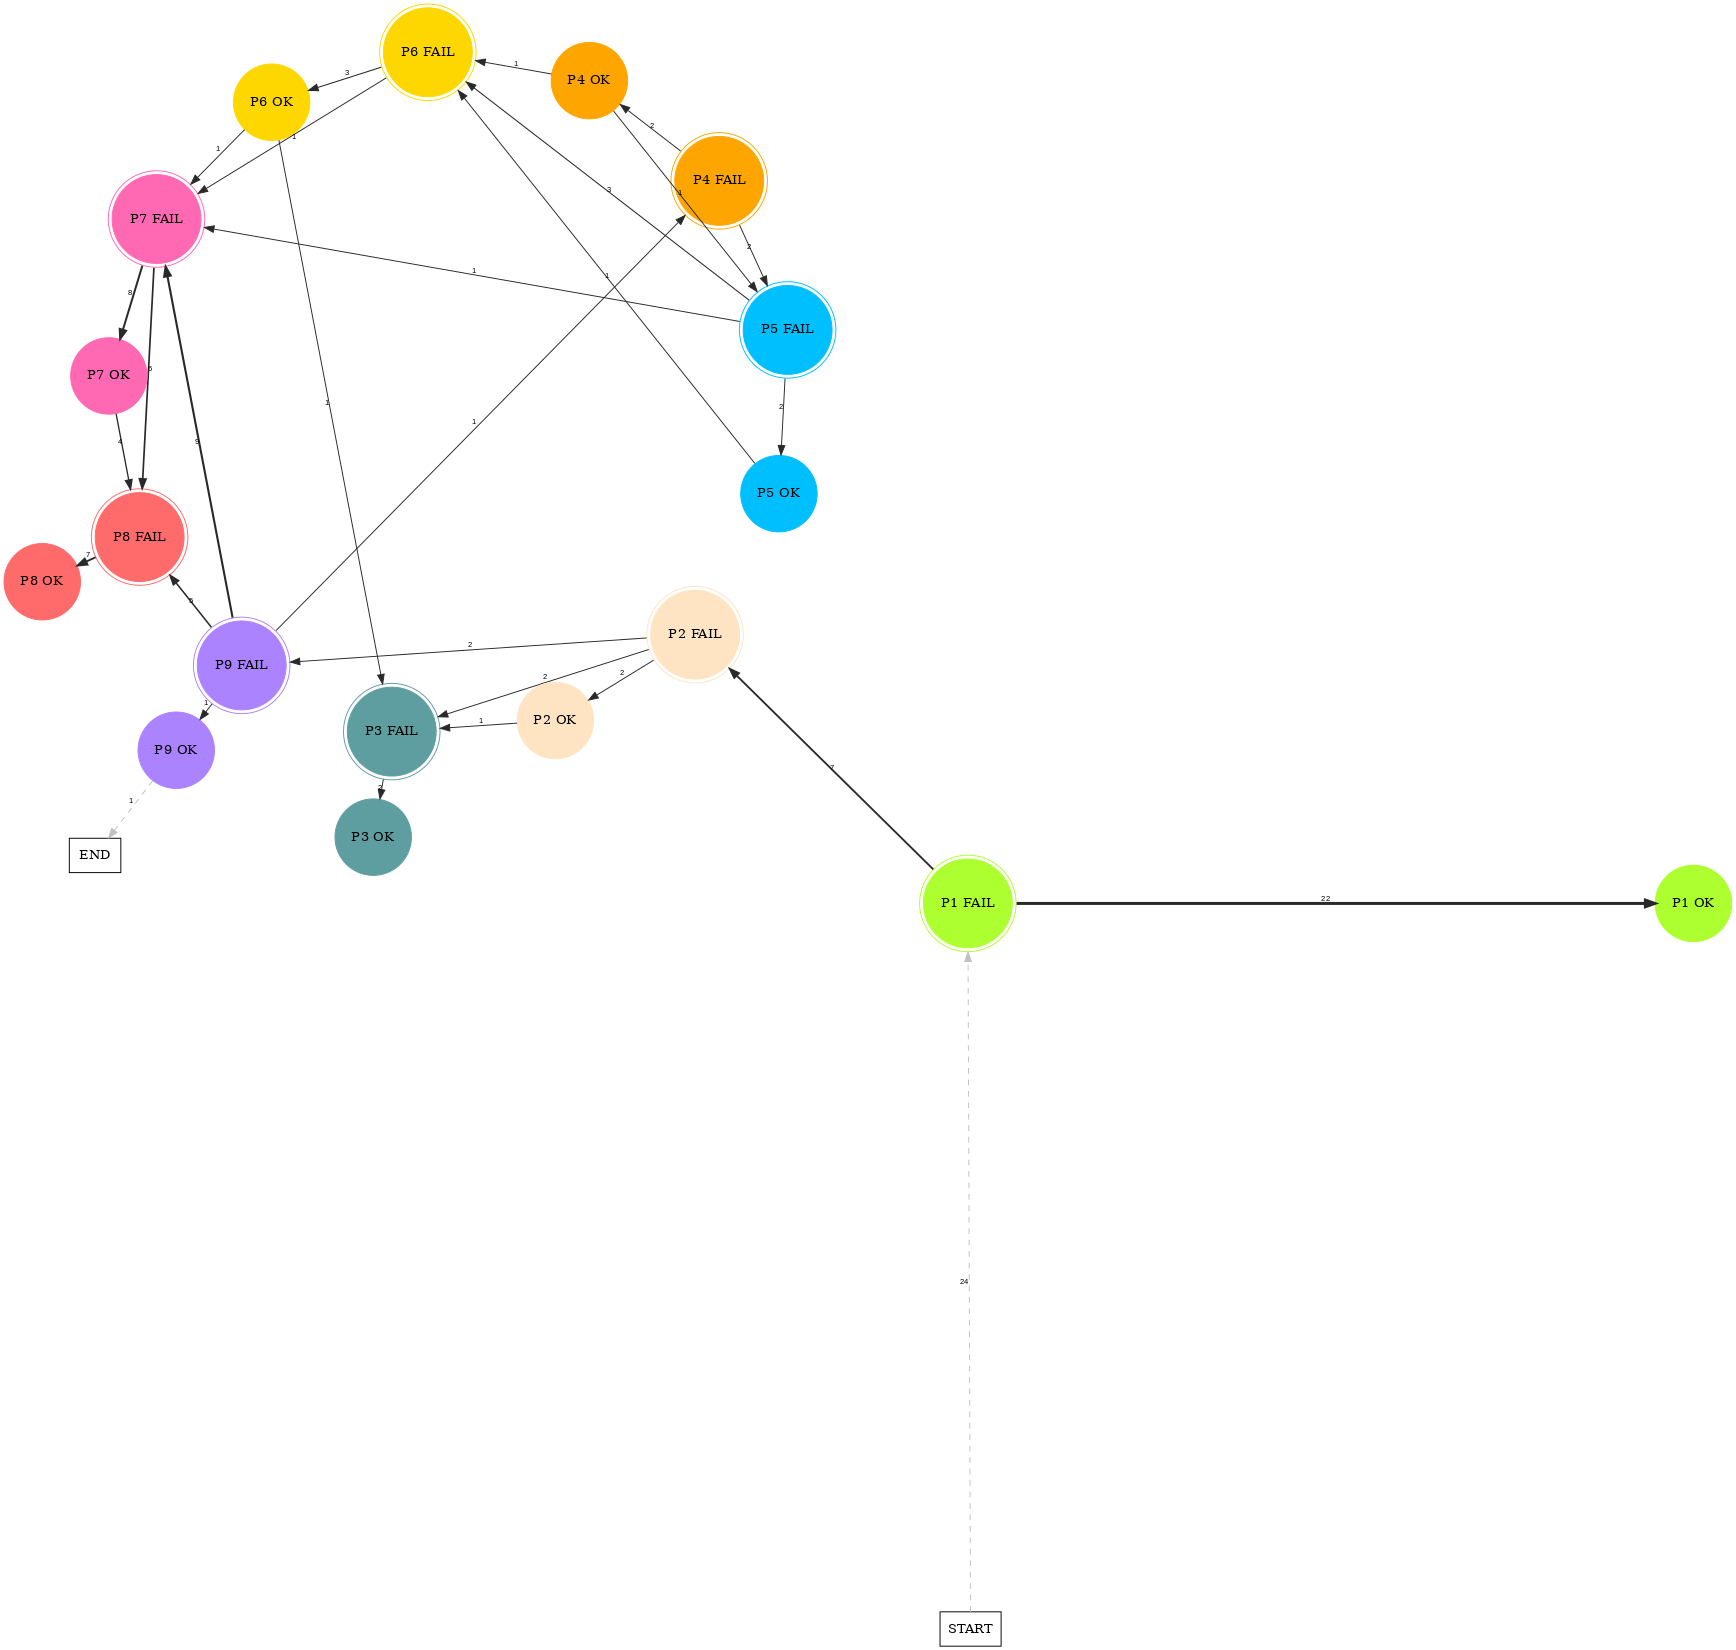 P6 FAIL
P4 OK
1
3
P6 OK
2
1
1
P4 FAIL
3
1
P7 FAIL
2
1
1
8
P5 FAIL
6
P7 OK
1
2
9
4
1
P5 OK
P8 FAIL
7
P8 OK
5
P2 FAIL
2
P9 FAIL
2
2
1
1
P2 OK
P3 FAIL
P9 OK
7
1
P3 OK
END
22
P1 FAIL
P1 OK
24
START